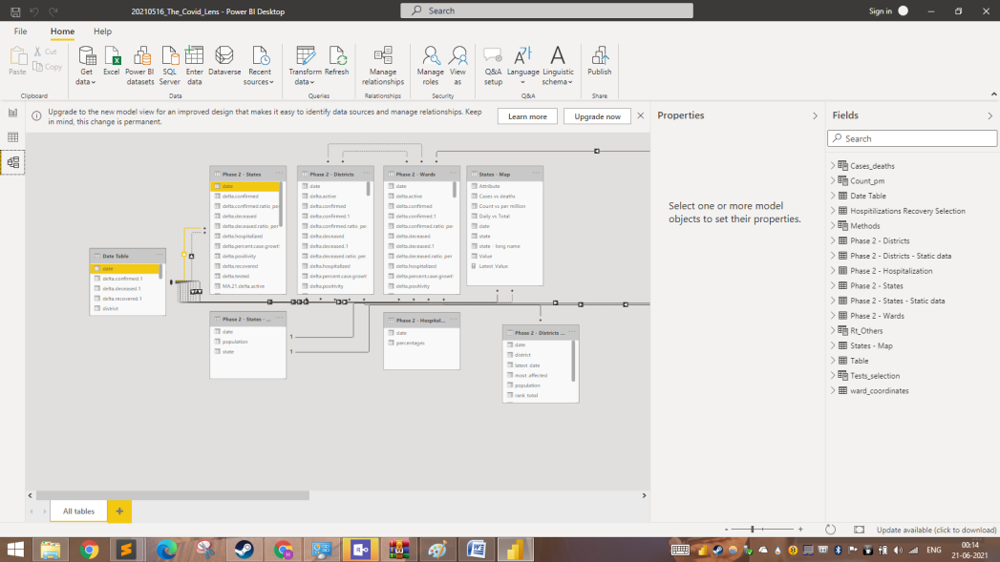 20210516_The_Covid_Lens - Power BI Desktop
Search
Sign in
File
Home
Help
Paste
Cut
Copy
Clipboard
Get data
Excel
Power BI datasets
SQL Server
Enter data
Dataverse
Recent sources
Data
Transform data
Refresh
Queries
Manage relationships
Relationships
Manage roles
View as
Security
Q&A setup
Language
Linguistic schema
Q&A
Publish
Share
Upgrade to the new model view for an improved design that makes it easy to identify data sources and manage relationships. Keep
in mind, this change is permanent.
Learn more
Upgrade now
Date Table
date
delta.confirmed.1
delta.deceased.1
delta.recovered.1
district
Phase 2 - States
date
delta.confirmed
delta.confirmed.ratio_pe
delta.deceased
delta.deceased.ratio_per
delta.hospitalized
delta.percent.case.growt
delta.positivity
delta.recovered
delta.tested
MA.21.delta.active
Phase 2 - Districts
date
delta.active
delta.confirmed
delta.confirmed.1
delta.confirmed.ratio_pe
delta.deceased
delta.deceased.1
delta.deceased.ratio_per
delta.hospitalized
delta.percent.case.growt
delta.positivity
Phase 2 - Wards
date
delta.active
delta.confirmed
delta.confirmed.1
delta.confirmed.ratio_pe
delta.deceased
delta.deceased.1
delta.deceased.ratio_per
delta.hospitalized
delta.percent.case.growt
delta.positivity
States - Map
Attribute
Cases vs deaths
Count vs per million
Daily vs Total
date
state
state - long name
Value
Latest Value
Phase 2 - States - ...
date
population
state
1
1
Phase 2 - Hospital...
date
percentages
Phase 2 - Districts ...
date
district
latest_date
most_affected
population
rank_total
All tables
Properties
Select one or more model
objects to set their properties.
Fields
Search
Cases_deaths
Count_pm
Date Table
Hospitilizations Recovery Selection
Methods
Phase 2 - Districts
Phase 2 - Districts - Static data
Phase 2 - Hospitalization
Phase 2 - States
Phase 2 - States - Static data
Phase 2 - Wards
Rt_Others
States - Map
Table
Tests_selection
ward_coordinates
Update available (click to download)
ENG
00:14
21-06-2021